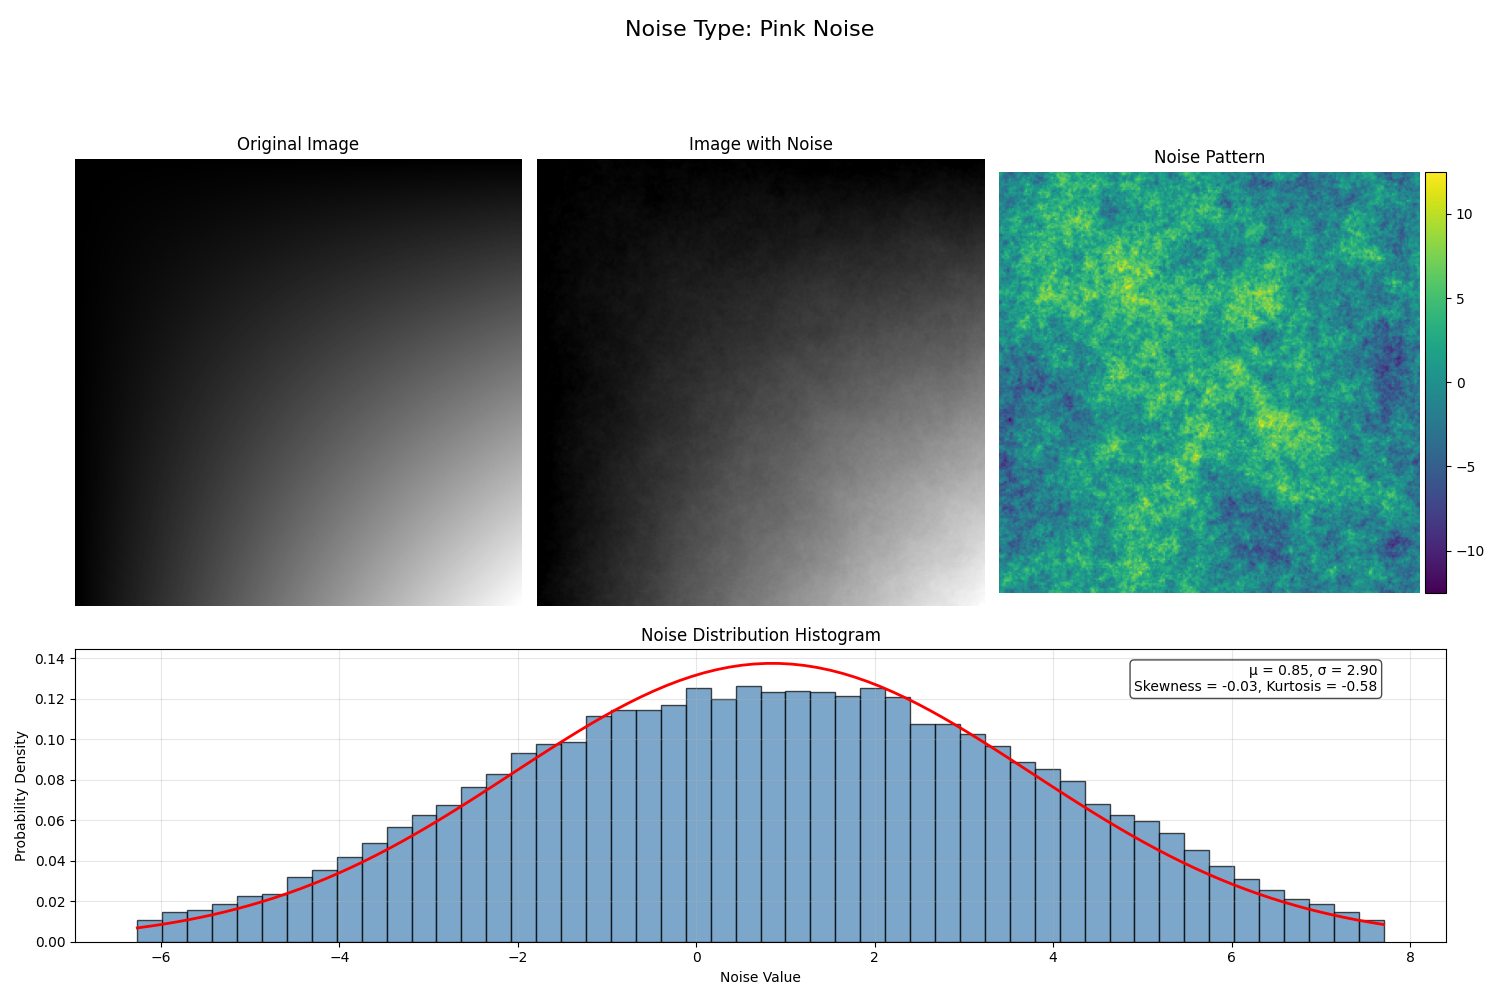 Noise Type: Pink Noise
Original Image
Image with Noise
Noise Pattern
10
5
0
−5
−10
Noise Distribution Histogram
μ = 0.85, σ = 2.90
Skewness = -0.03, Kurtosis = -0.58
Probability Density
0.14
0.12
0.10
0.08
0.06
0.04
0.02
0.00
−6
−4
−2
0
2
4
6
8
Noise Value